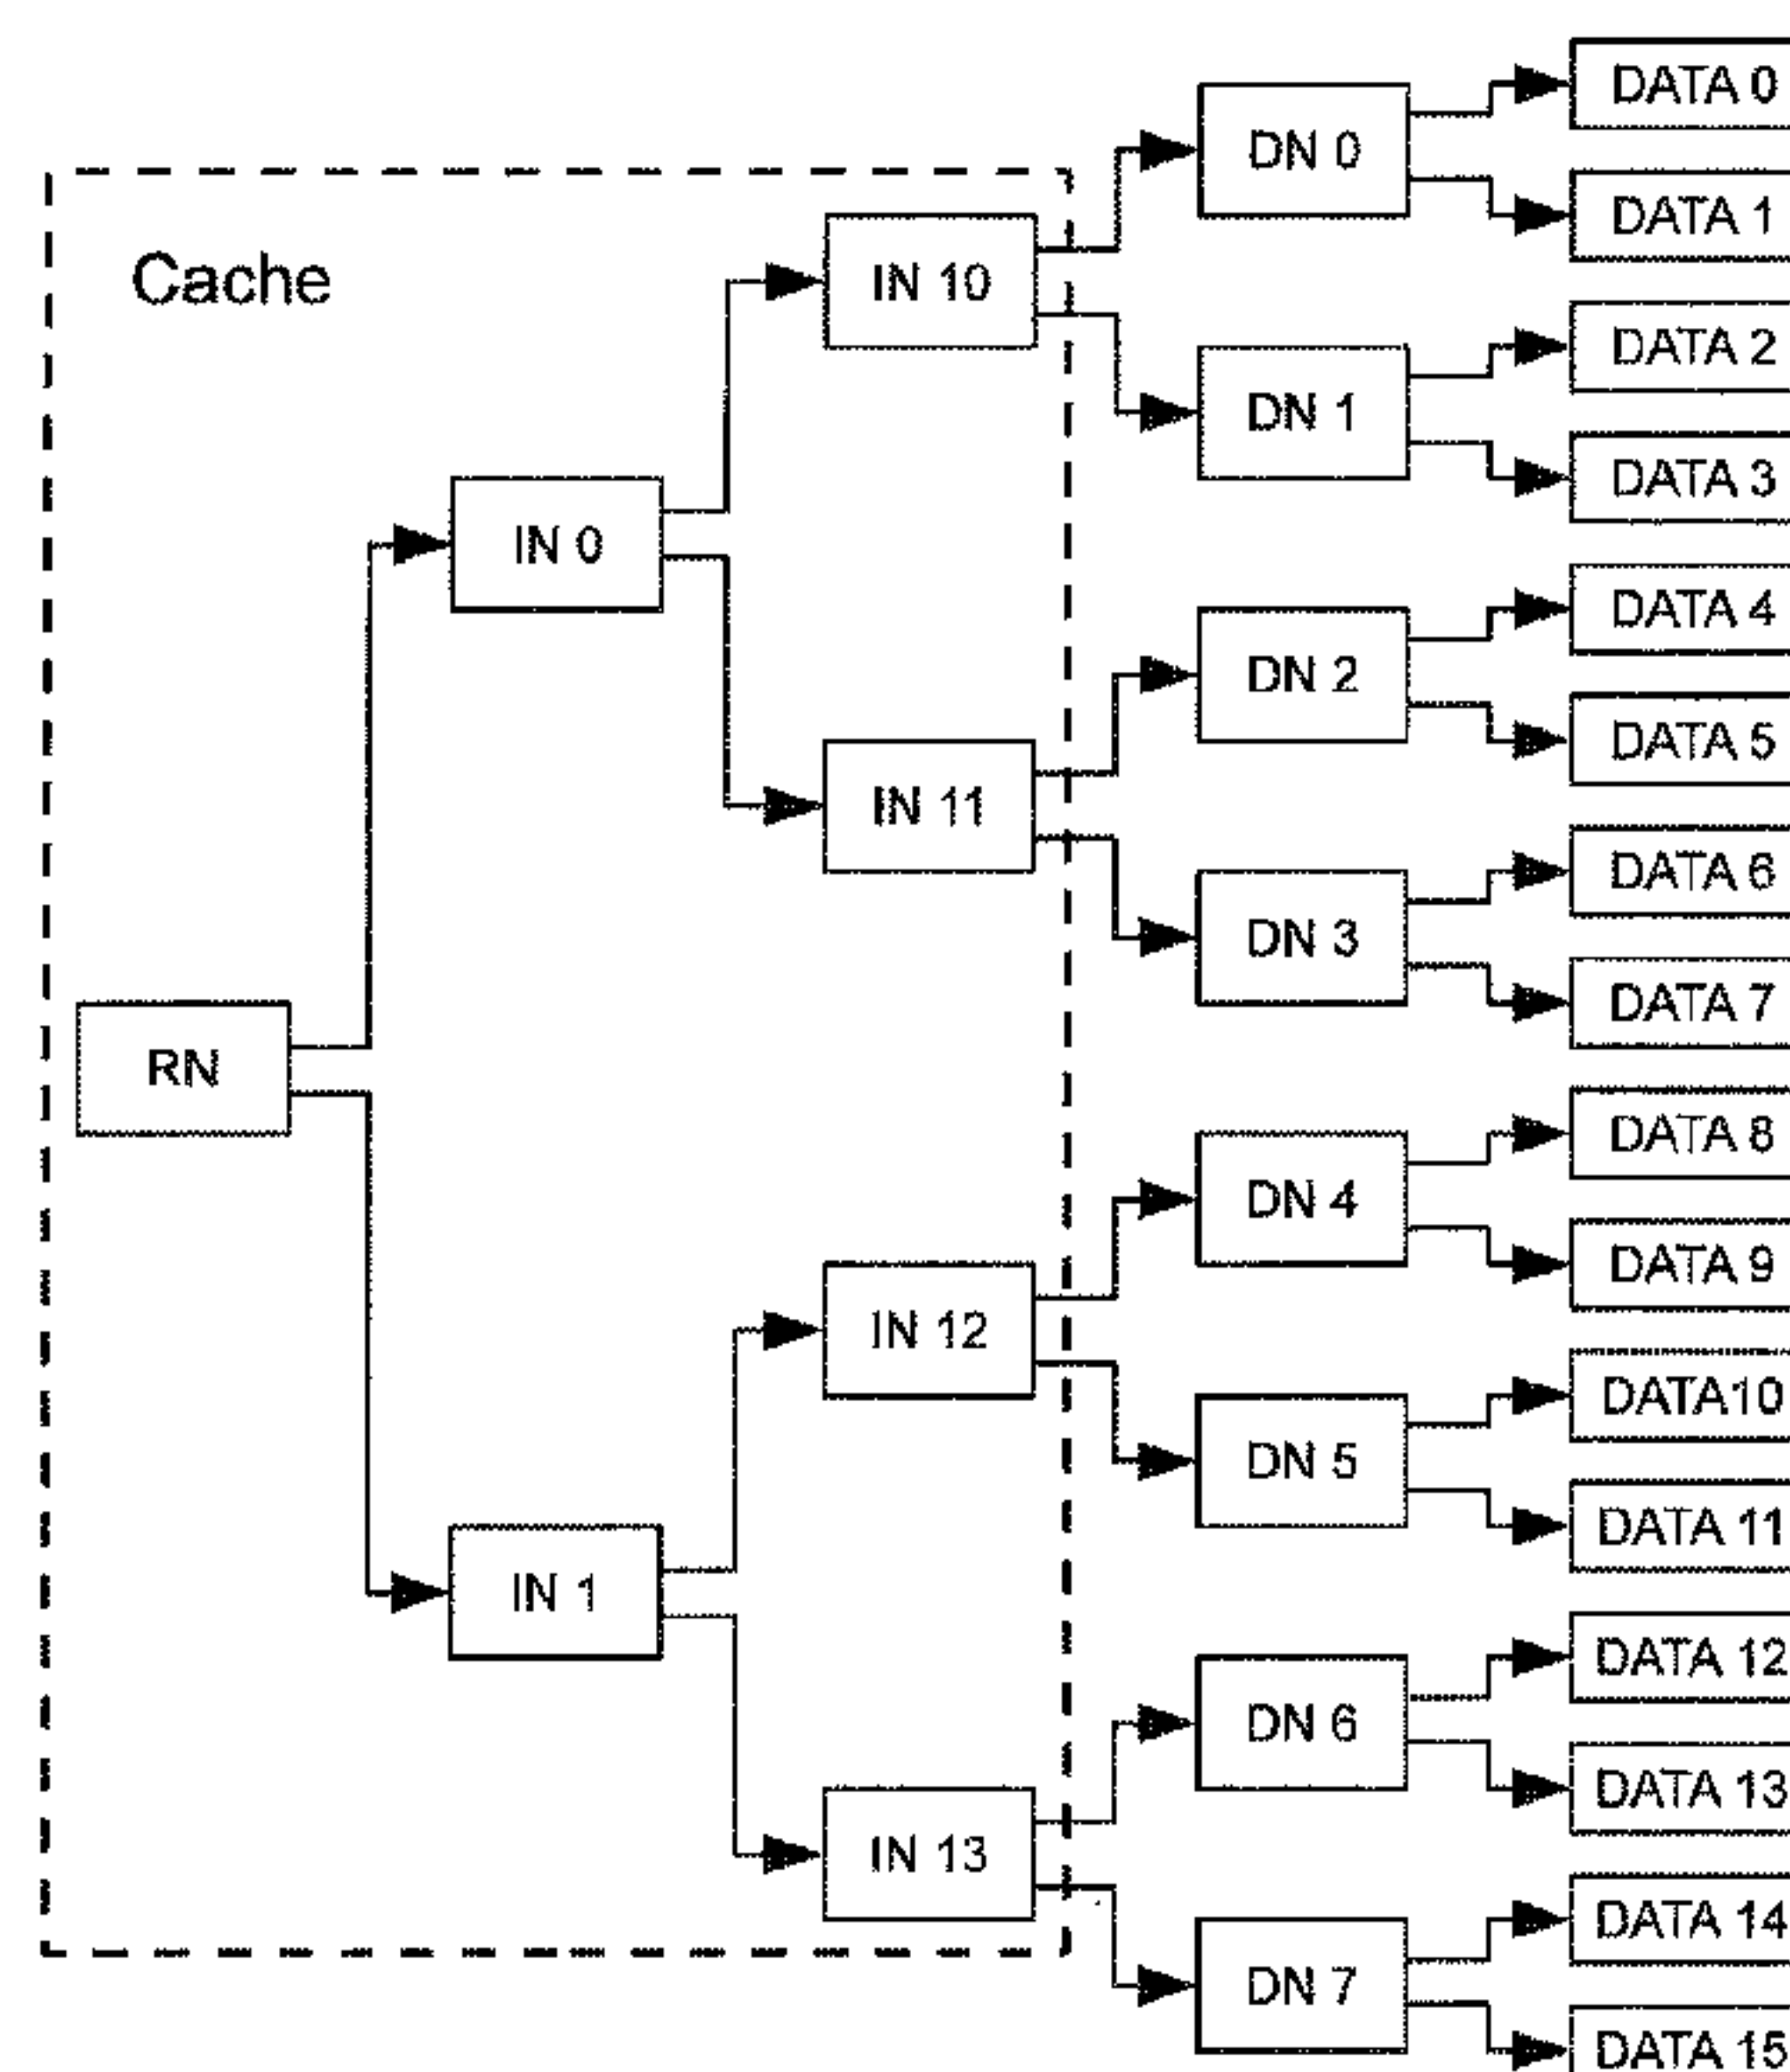 Cache
RN
IN 0
IN 1
IN 10
IN 11
IN 12
IN 13
DN 0
DN 1
DN 2
DN 3
DN 4
DN 5
DN 6
DN 7
DATA 0
DATA 1
DATA 2
DATA 3
DATA 4
DATA 5
DATA 6
DATA 7
DATA 8
DATA 9
DATA10
DATA 11
DATA 12
DATA 13
DATA 14
DATA 15